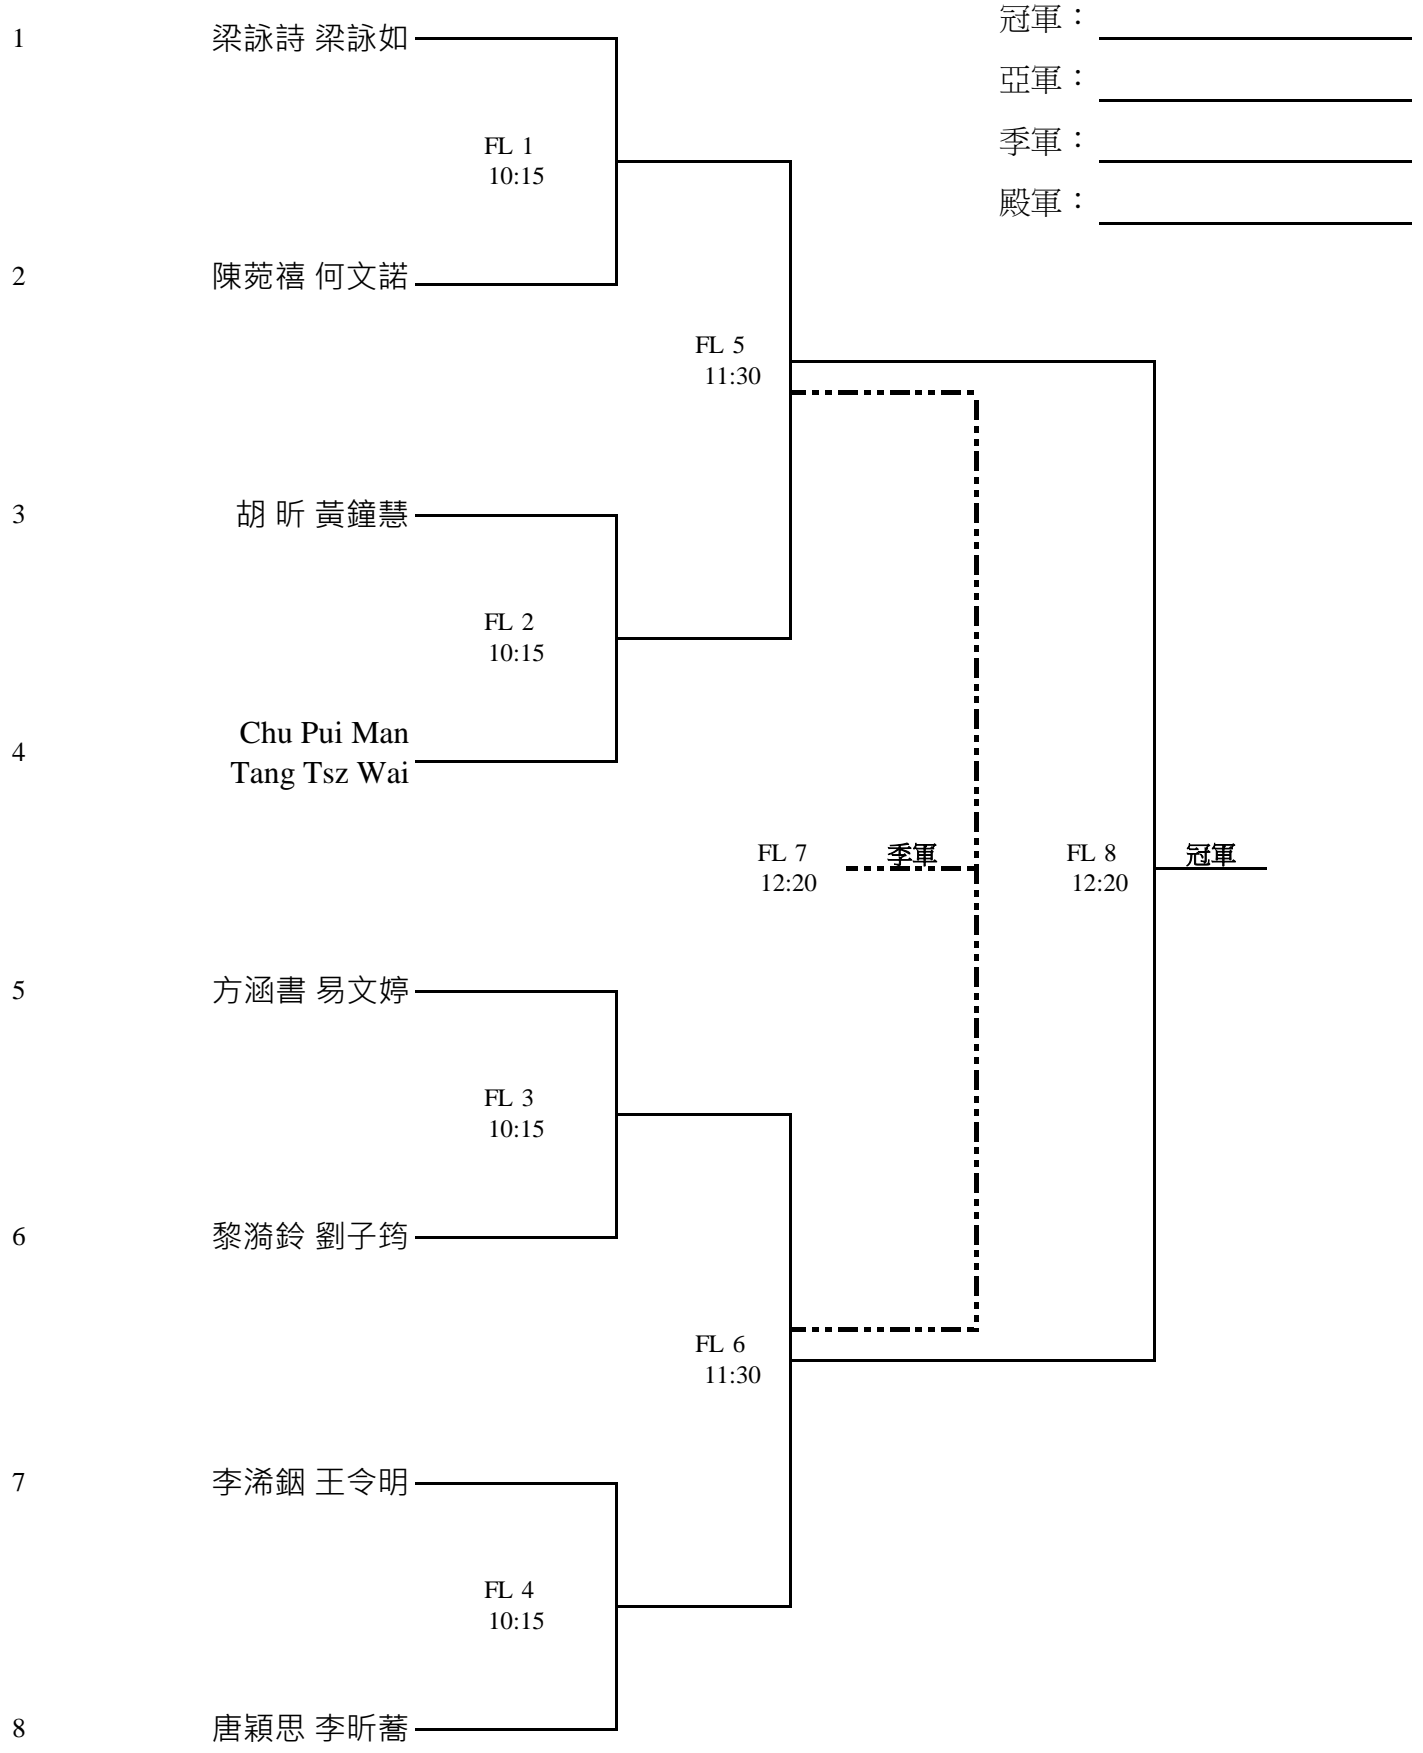 冠軍：
1 梁詠詩 梁詠如
亞軍：
FL 1
季軍：
10:15
殿軍：
2 陳菀禧 何文諾
FL 5
11:30
3 胡 昕 黃鐘慧
FL 2
10:15
Chu Pui Man
4
Tang Tsz Wai
FL 7 季軍 FL 8 冠軍
12:20 12:20
5 方涵書 易文婷
FL 3
10:15
6 黎漪鈴 劉子筠
FL 6
11:30
7 李浠銦 王令明
FL 4
10:15
8 唐穎思 李昕蕎